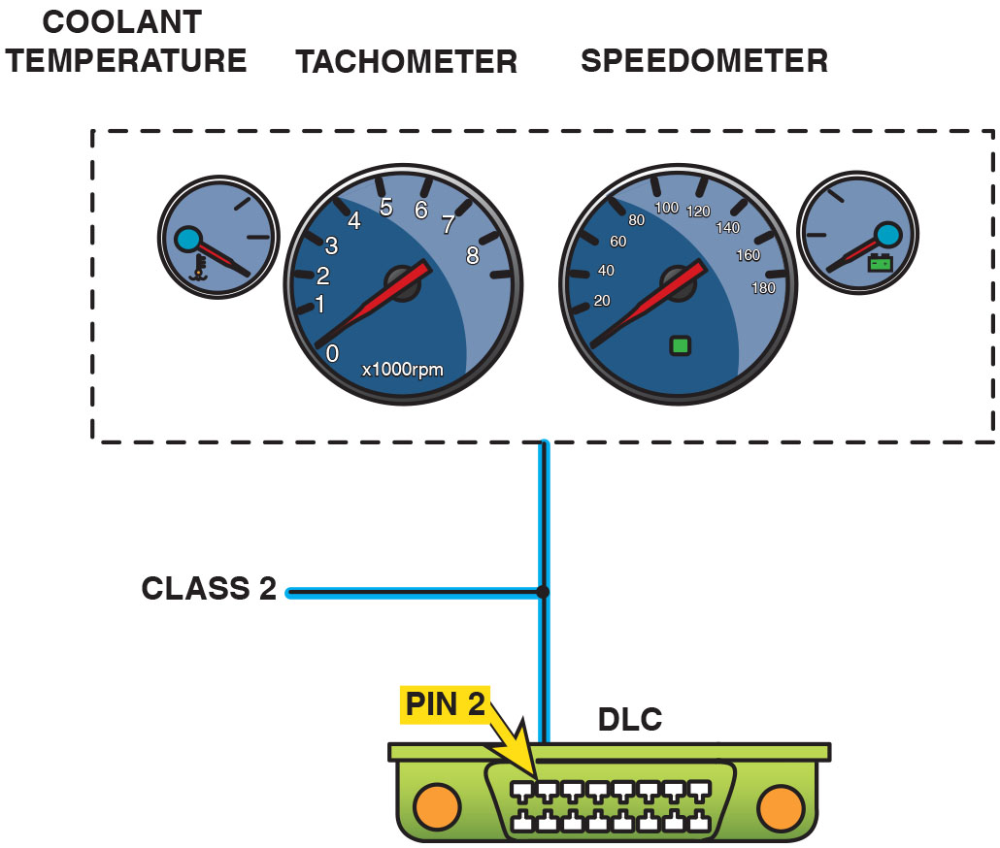 COOLANT
TEMPERATURE
TACHOMETER
SPEEDOMETER
0
1
2
3
4
5
6
7
8
x1000rpm
20
40
60
80
100
120
140
160
180
- +
CLASS 2
PIN 2
DLC